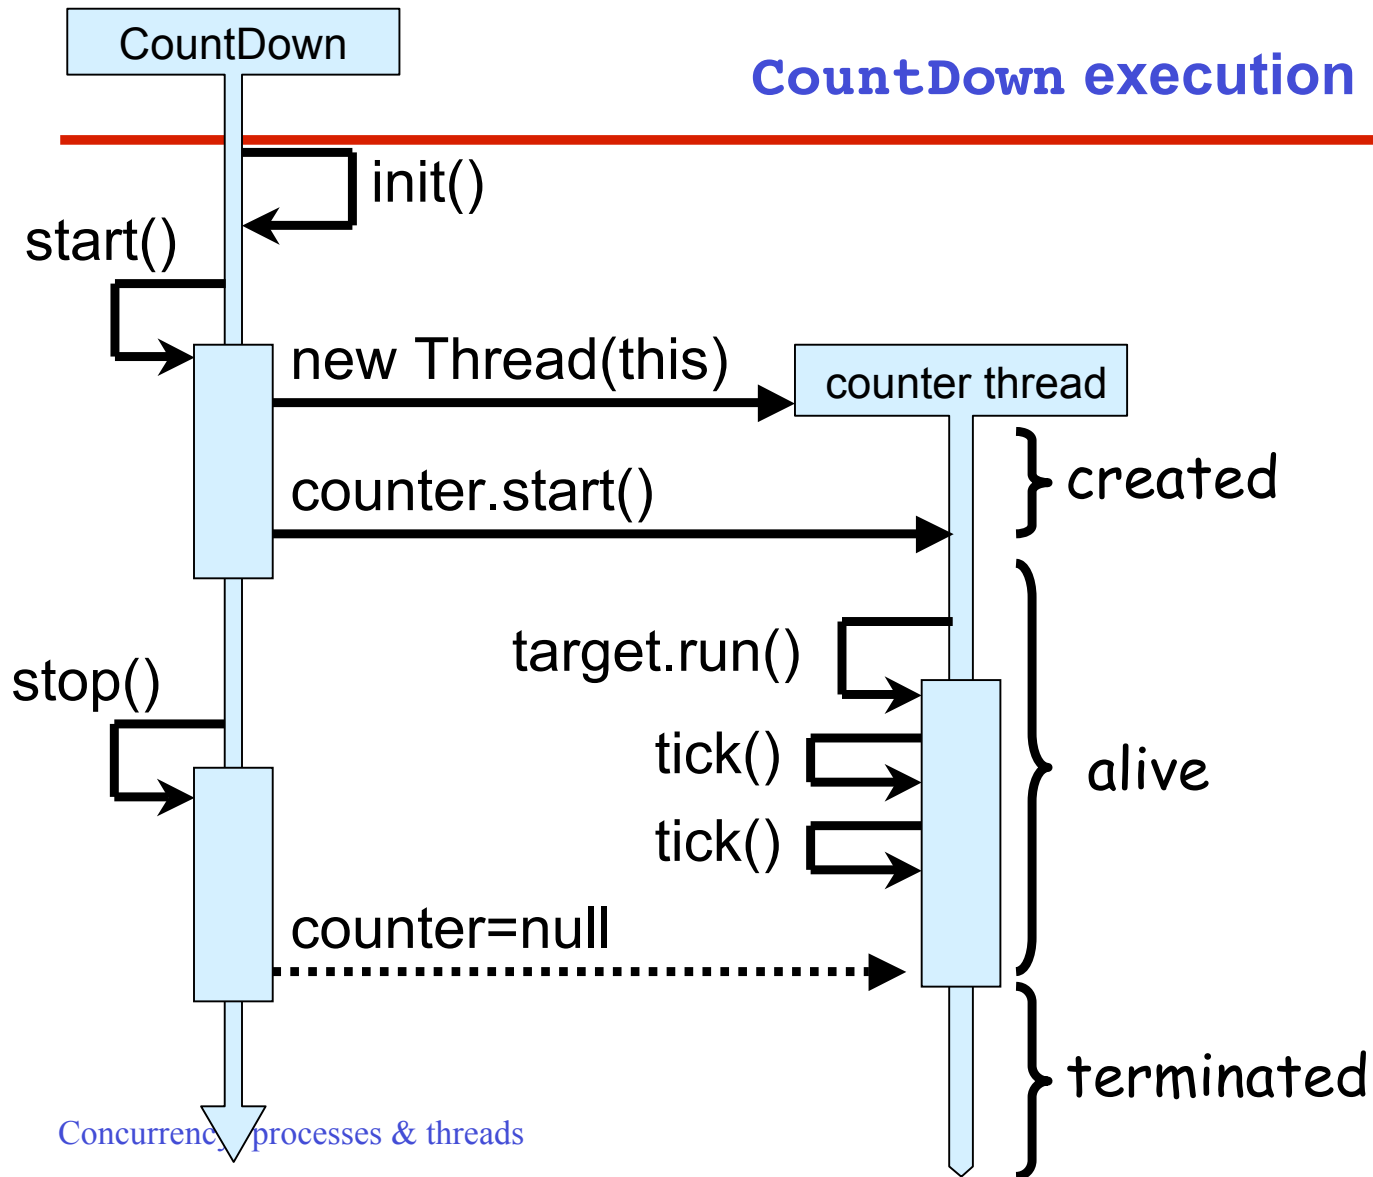 CountDown
CountDown execution
init()
start()
new Thread(this)
counter thread
created
counter.start()
target.run()
stop()
tick()
alive
tick()
counter=null
terminated
Concurrency processes & threads